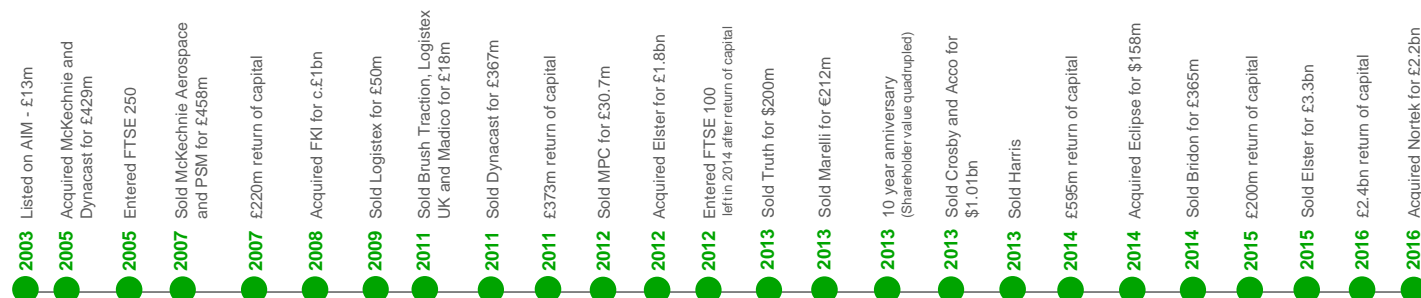 2003 Listed on AIM - £13m
2005 Acquired McKechnie and
Dynacast for £429m
2005 Entered FTSE 250
2007 Sold McKechnie Aerospace
and PSM for £458m
2007 £220m return of capital
2008 Acquired FKI for c.£1bn
2009 Sold Logistex for £50m
2011 Sold Brush Traction, Logistex
UK and Madico for £18m
2011 Sold Dynacast for £367m
2011 £373m return of capital
2012 Sold MPC for £30.7m
2012 Acquired Elster for £1.8bn
2012 Entered FTSE 100
left in 2014 after return of capital
2013 Sold Truth for $200m
2013 Sold Marelli for €212m
2013 10 year anniversary
(Shareholder value quadrupled)
2013 Sold Crosby and Acco for
$1.01bn
2013 Sold Harris
2014 £595m return of capital
2014 Acquired Eclipse for $158m
2014 Sold Bridon for £365m
2015 £200m return of capital
2015 Sold Elster for £3.3bn
2016 £2.4bn return of capital
2016 Acquired Nortek for £2.2bn